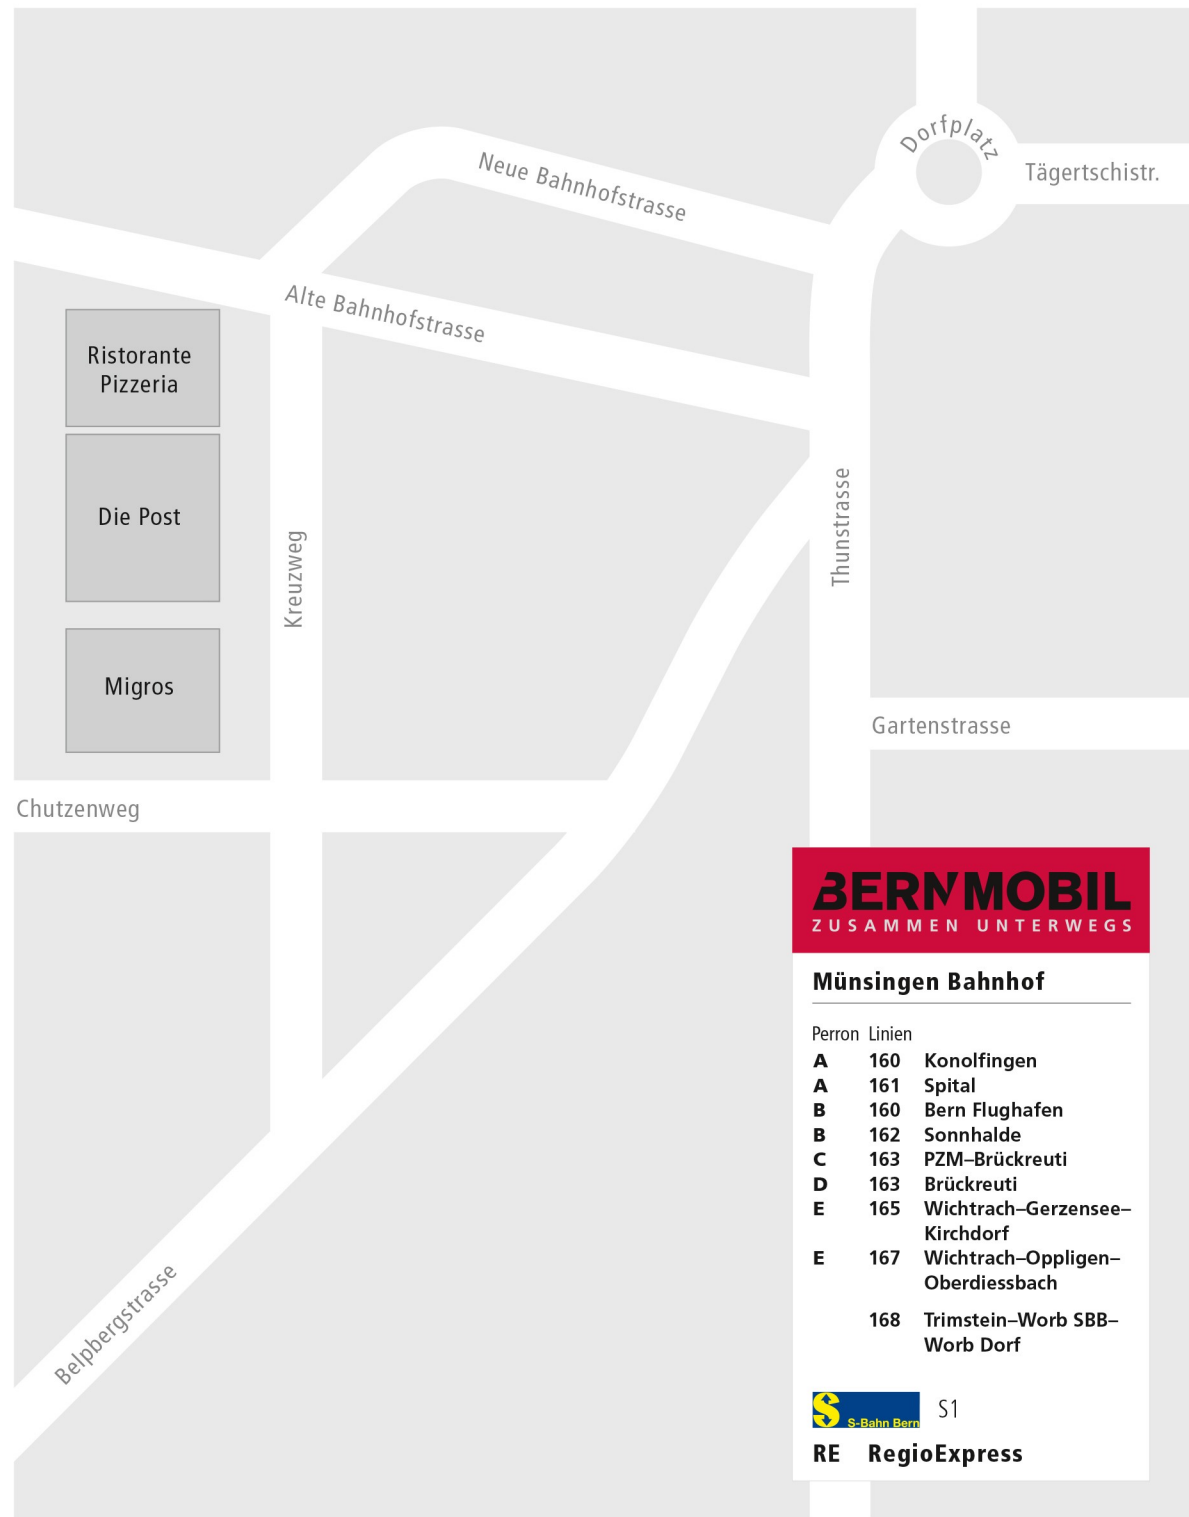 Dorfplatz
Neue Bahnhofstrasse
Tägertschistr.
Alte Bahnhofstrasse
Ristorante
Pizzeria
Die Post
Thunstrasse
Kreuzweg
Migros
Gartenstrasse
Chutzenweg
BERNMOBIL
ZUSAMMEN UNTERWEGS
Münsingen Bahnhof
Perron Linien
A 160 Konolfingen
A 161 Spital
B 160 Bern Flughafen
B 162 Sonnhalde
C 163 PZM–Brückreuti
D 163 Brückreuti
E 165 Wichtrach–Gerzensee–
Kirchdorf
E 167 Wichtrach–Oppligen–
Oberdiessbach
168 Trimstein–Worb SBB–
Worb Dorf
Belpbergstrasse
S S-Bahn Bern S1
RE RegioExpress